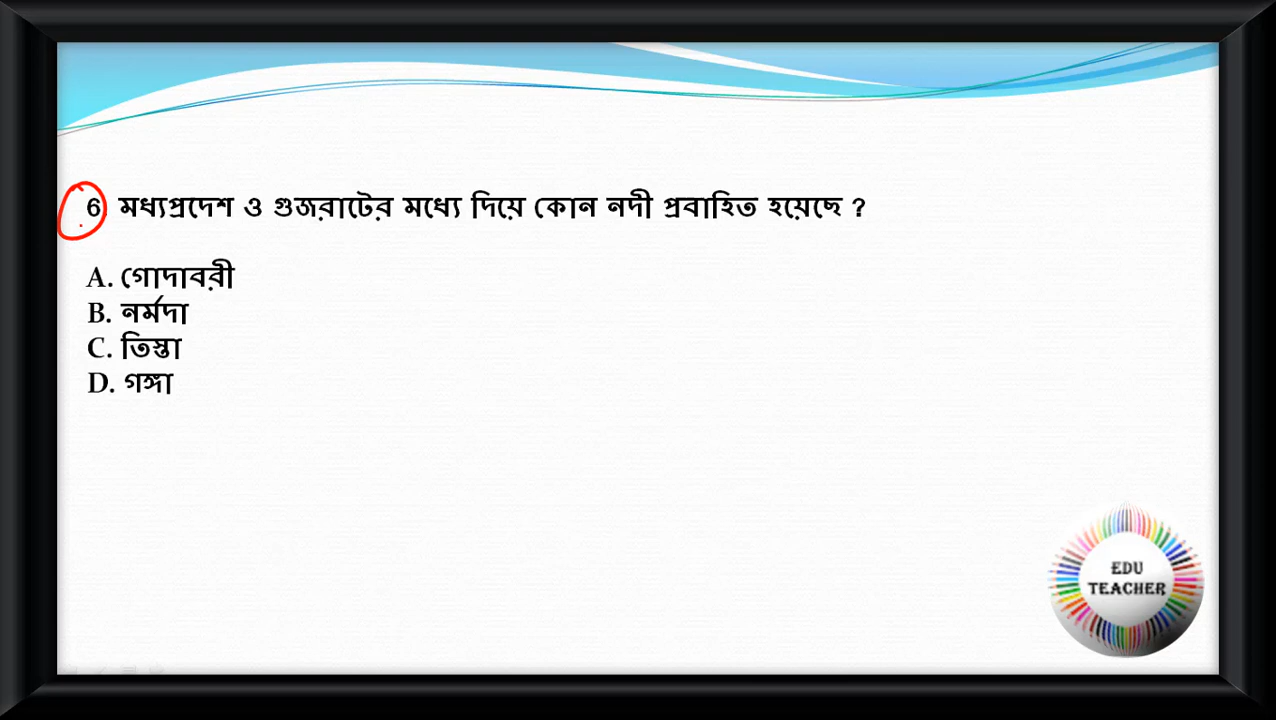 6. মধ্যপ্রদেশ ও গুজরাটের মধ্যে দিয়ে কোন নদী প্রবাহিত হয়েছে ?
A. গোদাবরী
B. নর্মদা
C. তিস্তা
D. গঙ্গা
EDU
TEACHER